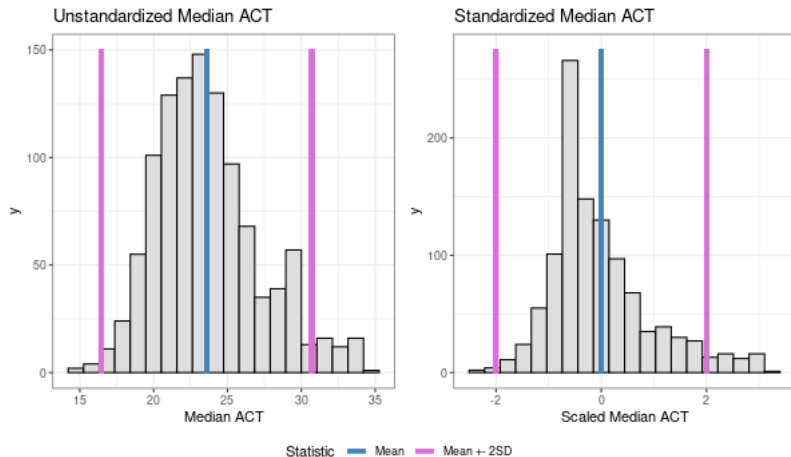 Unstandardized Median ACT
150
100
50
0
y
15 20 25 30 35
Median ACT
Standardized Median ACT
200
100
0
y
-2 0 2
Scaled Median ACT
Statistic Mean Mean +- 2SD